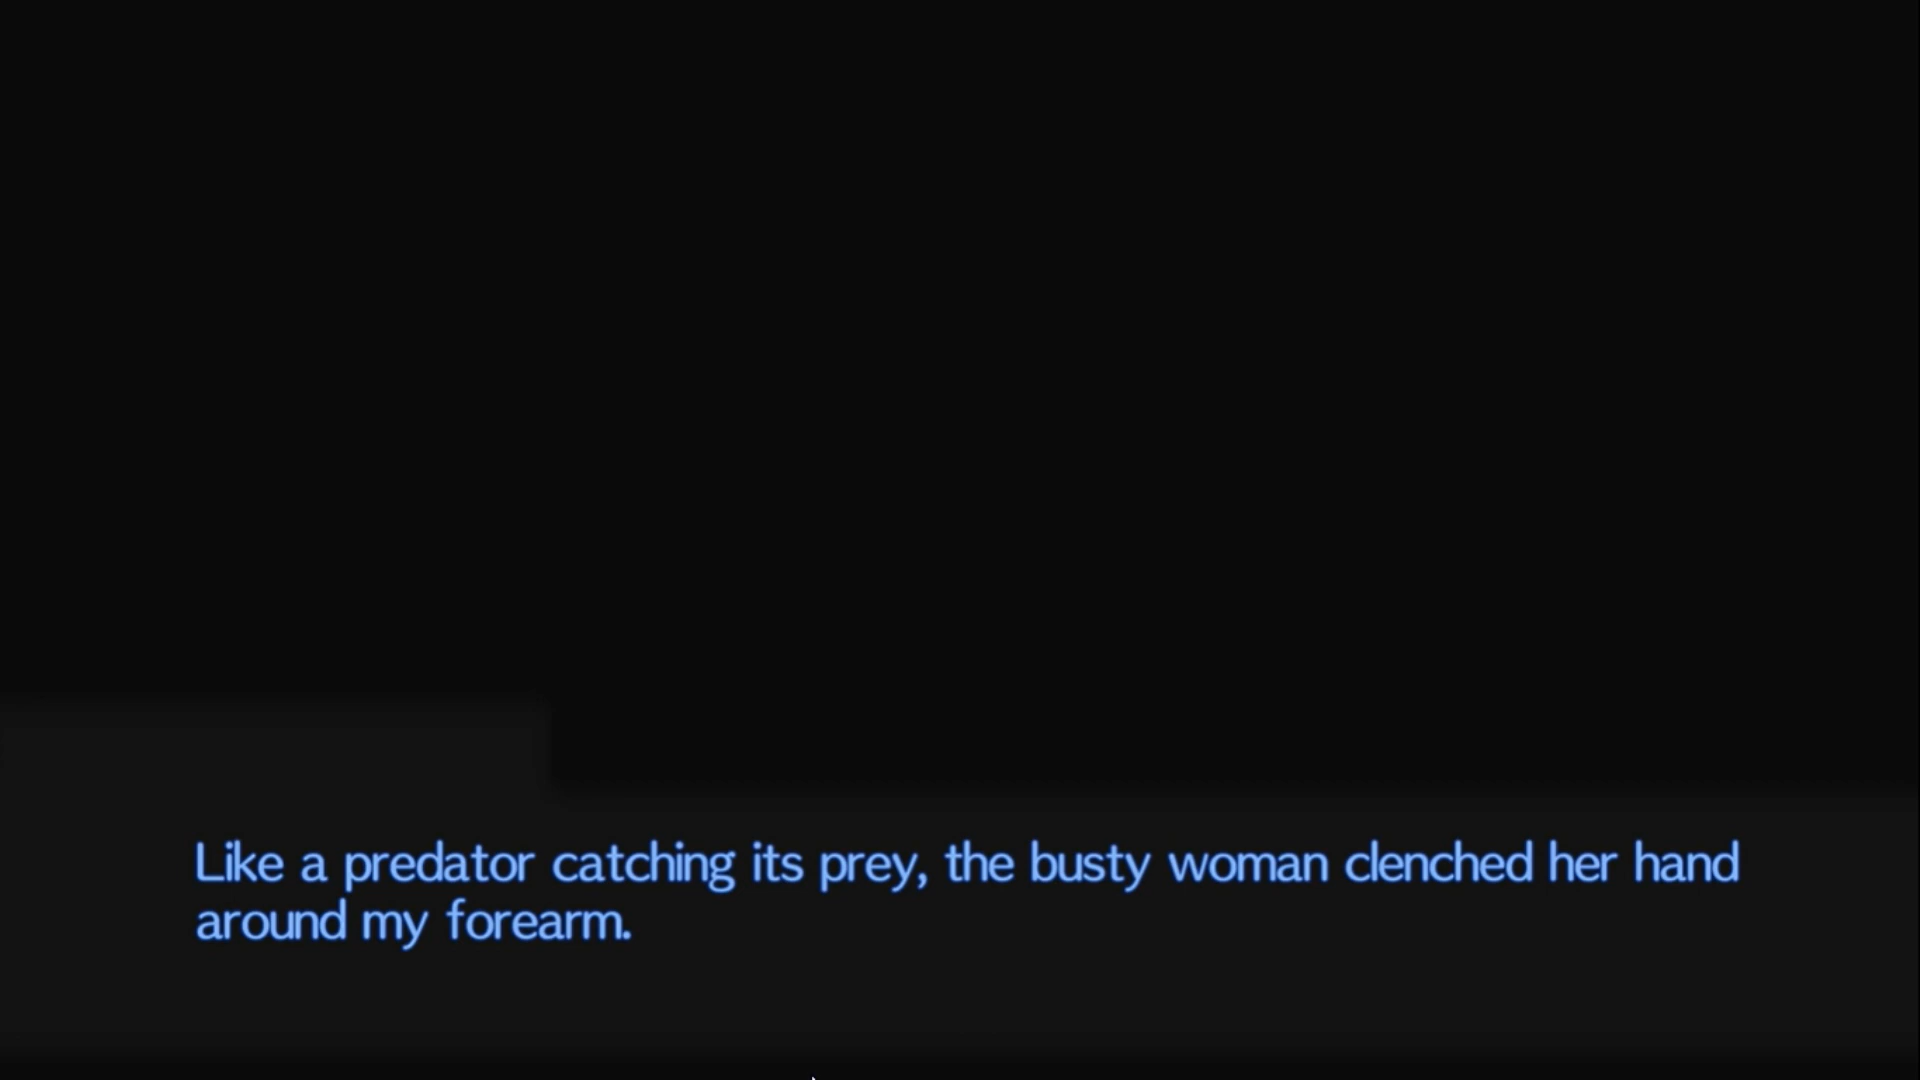 Like a predator catching its prey, the busty woman clenched her hand
around my forearm.